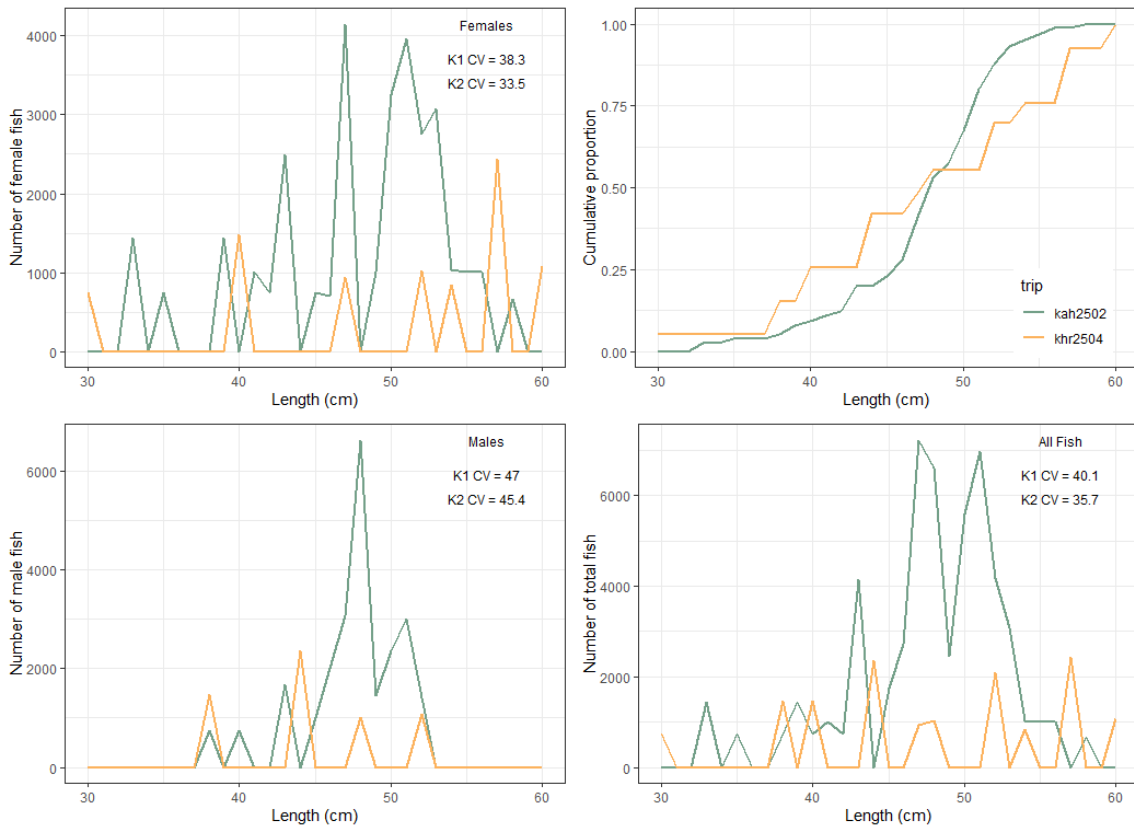 Females
K1 CV = 38.3
K2 CV = 33.5
Number of female fish
4000
3000
2000
1000
0
30
40
50
60
Length (cm)
Cumulative proportion
1.00
0.75
0.50
0.25
0.00
trip
kah2502
khr2504
30
40
50
60
Length (cm)
Males
K1 CV = 47
K2 CV = 45.4
Number of male fish
6000
4000
2000
0
30
40
50
60
Length (cm)
All Fish
K1 CV = 40.1
K2 CV = 35.7
Number of total fish
6000
4000
2000
0
30
40
50
60
Length (cm)